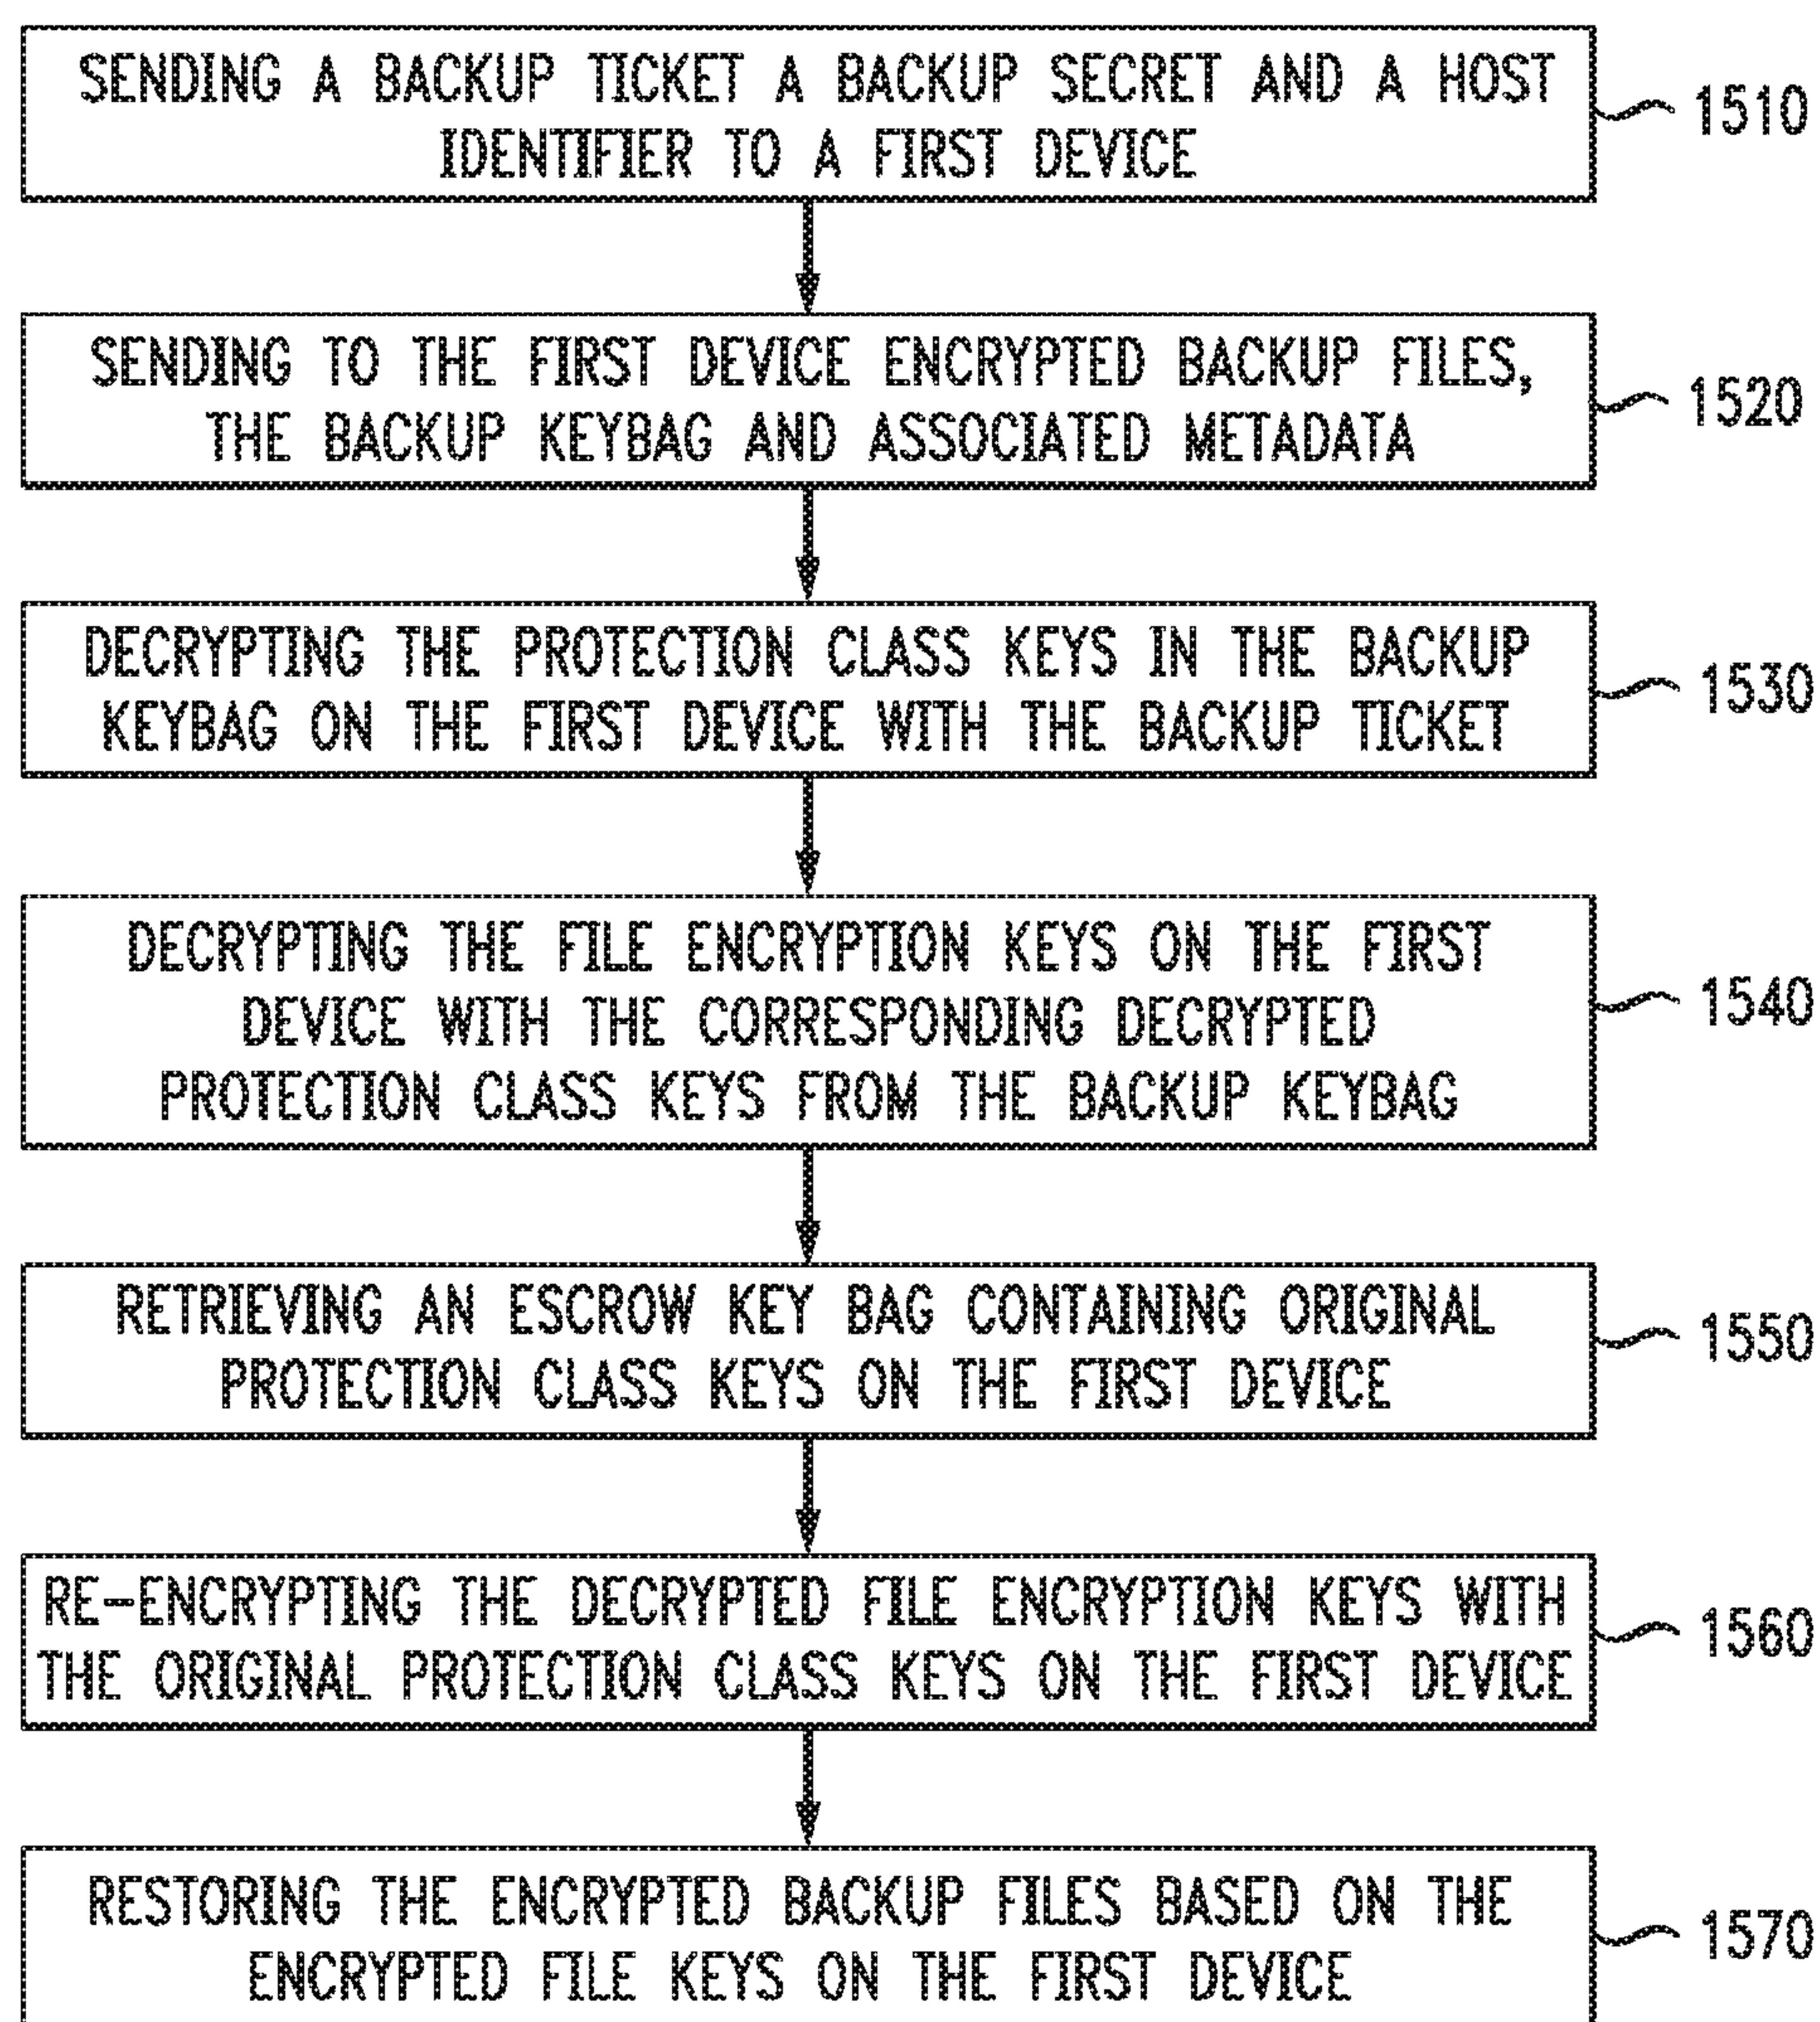 SENDING A BACKUP TICKET A BACKUP SECRET AND A HOST
IDENTIFIER TO A FIRST DEVICE
1510
SENDING TO THE FIRST DEVICE ENCRYPTED BACKUP FILES,
THE BACKUP KEYBAG AND ASSOCIATED METADATA
1520
DECRYPTING THE PROTECTION CLASS KEYS IN THE BACKUP
KEYBAG ON THE FIRST DEVICE WITH THE BACKUP TICKET
1530
DECRYPTING THE FILE ENCRYPTION KEYS ON THE FIRST
DEVICE WITH THE CORRESPONDING DECRYPTED
PROTECTION CLASS KEYS FROM THE BACKUP KEYBAG
1540
RETRIEVING AN ESCROW KEY BAG CONTAINING ORIGINAL
PROTECTION CLASS KEYS ON THE FIRST DEVICE
1550
RE-ENCRYPTING THE DECRYPTED FILE ENCRYPTION KEYS WITH
THE ORIGINAL PROTECTION CLASS KEYS ON THE FIRST DEVICE
1560
RESTORING THE ENCRYPTED BACKUP FILES BASED ON THE
ENCRYPTED FILE KEYS ON THE FIRST DEVICE
1570